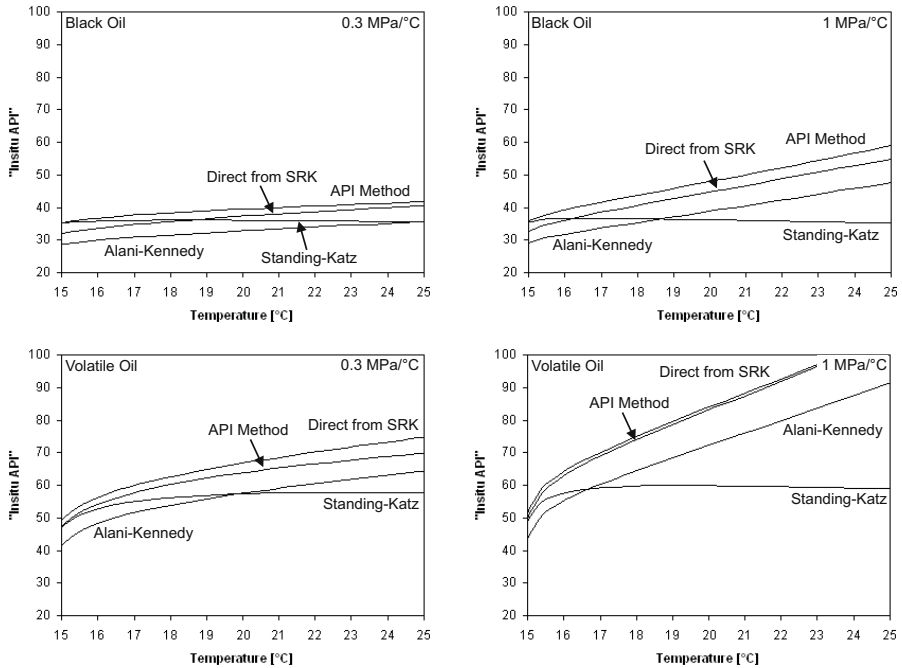 Black Oil 0.3 MPa/°C
100
90
80
70
60
50
40
30
20
"Insitu API"
Direct from SRK
API Method
Alani-Kennedy
Standing-Katz
15 16 17 18 19 20 21 22 23 24 25
Temperature [°C]
Black Oil 1 MPa/°C
100
90
80
70
60
50
40
30
20
"Insitu API"
API Method
Direct from SRK
Standing-Katz
Alani-Kennedy
15 16 17 18 19 20 21 22 23 24 25
Temperature [°C]
Volatile Oil 0.3 MPa/°C
100
90
80
70
60
50
40
30
20
"Insitu API"
API Method
Direct from SRK
Standing-Katz
Alani-Kennedy
15 16 17 18 19 20 21 22 23 24 25
Temperature [°C]
Volatile Oil 1 MPa/°C
100
90
80
70
60
50
40
30
20
"Insitu API"
Direct from SRK
API Method
Alani-Kennedy
Standing-Katz
15 16 17 18 19 20 21 22 23 24 25
Temperature [°C]